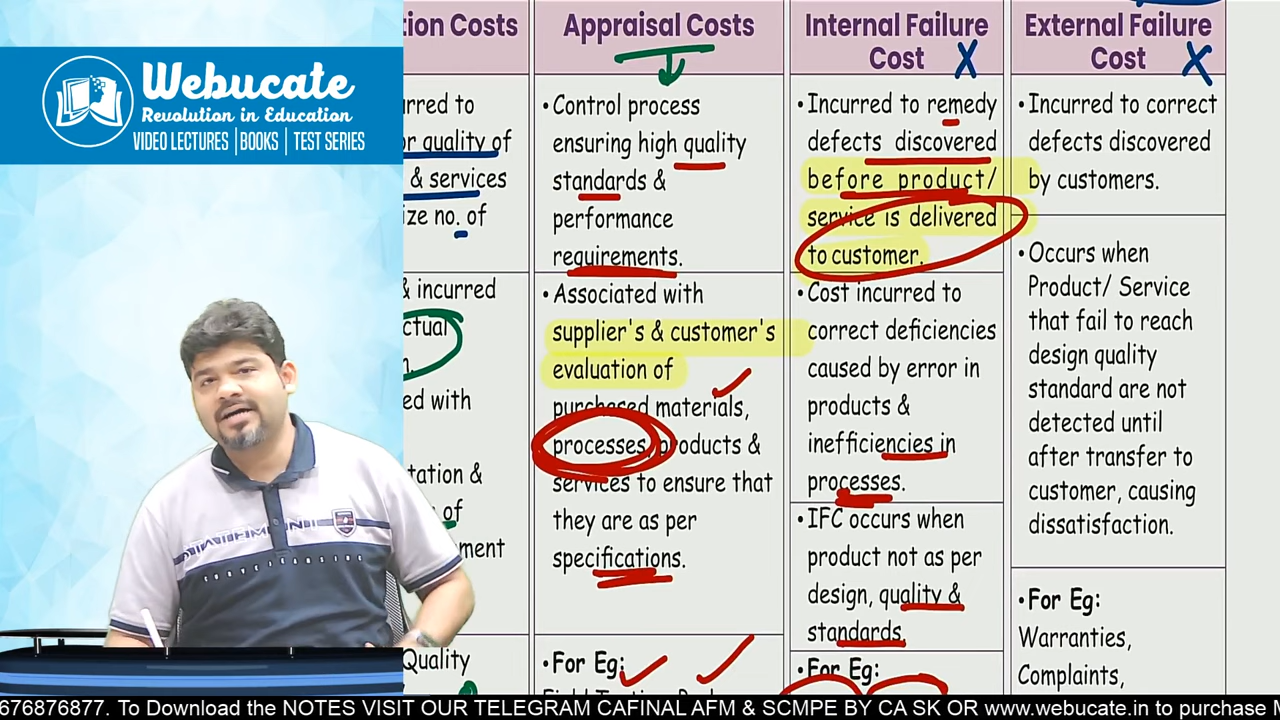 Webucate
Revolution in Education
VIDEO LECTURES | BOOKS | TEST SERIES
tion Costs
rred to
or quality of
& services
ize no. of
& incurred
ctual
n.
ed with
tation &
of
ment
Quality
Appraisal Costs
• Control process
ensuring high quality
standards &
performance
requirements.
• Associated with
supplier's & customer's
evaluation of
purchased materials,
processes, products &
services to ensure that
they are as per
specifications.
• For Eg:
Internal Failure
Cost X
• Incurred to remedy
defects discovered
before product/
service is delivered
to customer.
• Cost incurred to
correct deficiencies
caused by error in
products &
inefficiencies in
processes.
• IFC occurs when
product not as per
design, quality &
standards.
• For Eg:
External Failure
Cost X
• Incurred to correct
defects discovered
by customers.
• Occurs when
Product/ Service
that fail to reach
design quality
standard are not
detected until
after transfer to
customer, causing
dissatisfaction.
• For Eg:
Warranties,
Complaints,
676876877. To Download the NOTES VISIT OUR TELEGRAM CAFINAL AFM & SCMPE BY CA SK OR www.webucate.in to purchase M